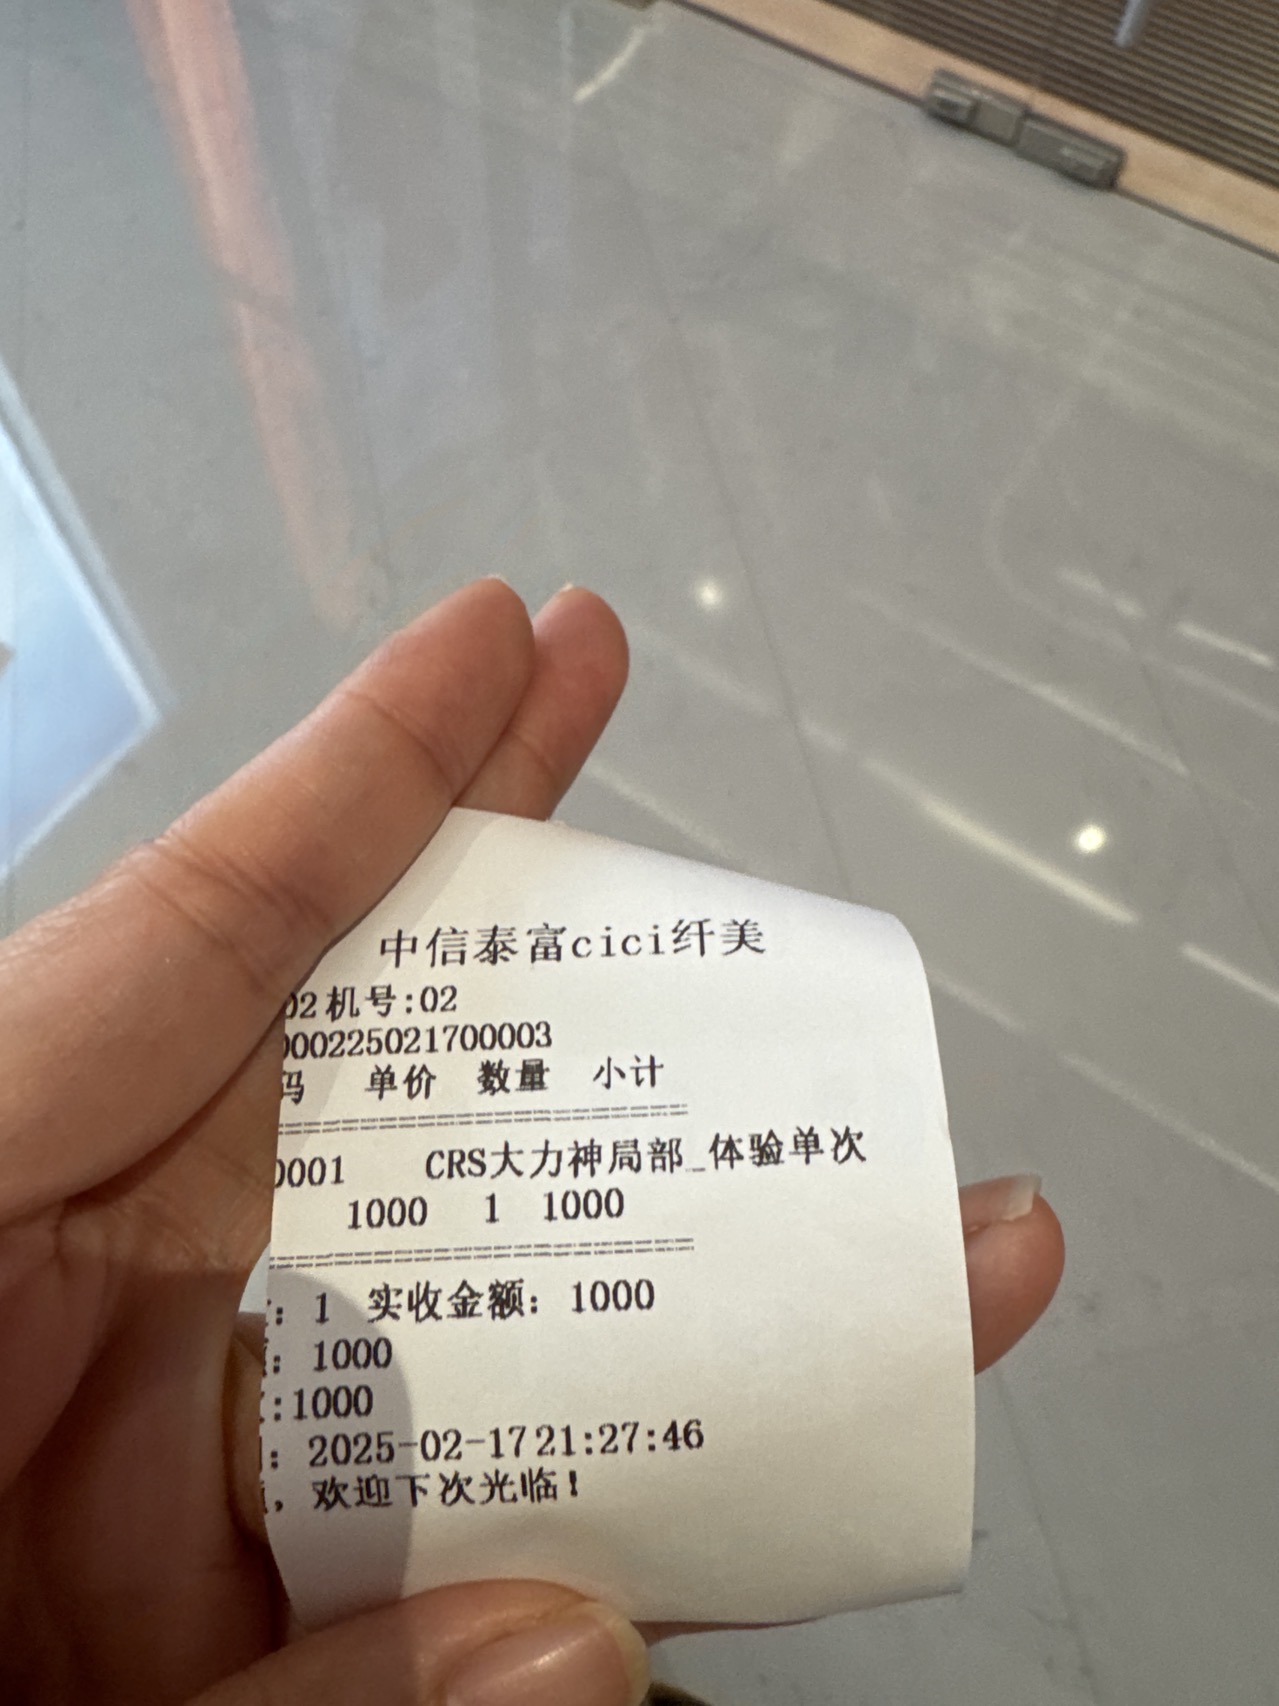 中信泰富cici纤美
02机号:02
000225021700003
码 单价 数量 小计
0001 CRS大力神局部_体验单次
1000 1 1000
: 1 实收金额: 1000
: 1000
:1000
: 2025-02-17 21:27:46
, 欢迎下次光临!